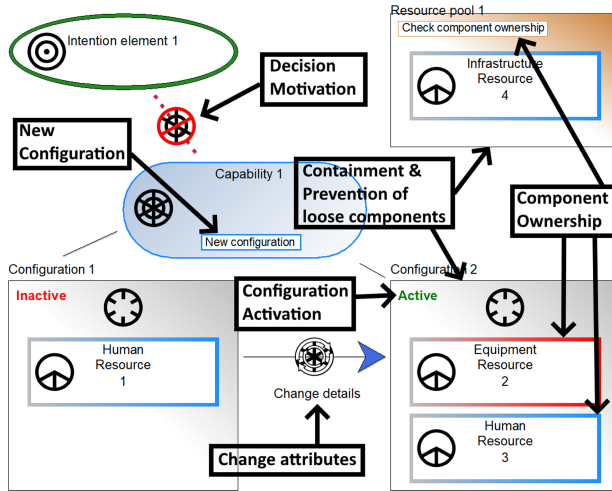 Resource pool 1
Check component ownership
Intention element 1
Infrastructure
Resource
4
Decision
Motivation
New
Configuration
Capability 1
Containment &
Prevention of
loose components
Component
Ownership
New configuration
Configuration 1
Configuration 2
Inactive
Configuration
Activation
Active
Human
Resource
1
Equipment
Resource
2
Change details
Human
Resource
3
Change attributes